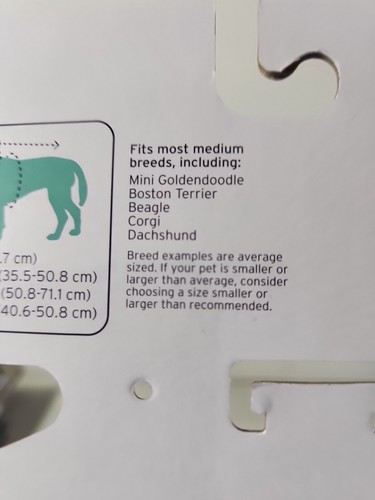 Fits most medium
breeds, including:
Mini Goldendoodle
Boston Terrier
Beagle
Corgi
Dachshund
Breed examples are average
sized. If your pet is smaller or
larger than average, consider
choosing a size smaller or
larger than recommended.
.7 cm)
(35.5-50.8 cm)
(50.8-71.1 cm)
40.6-50.8 cm)